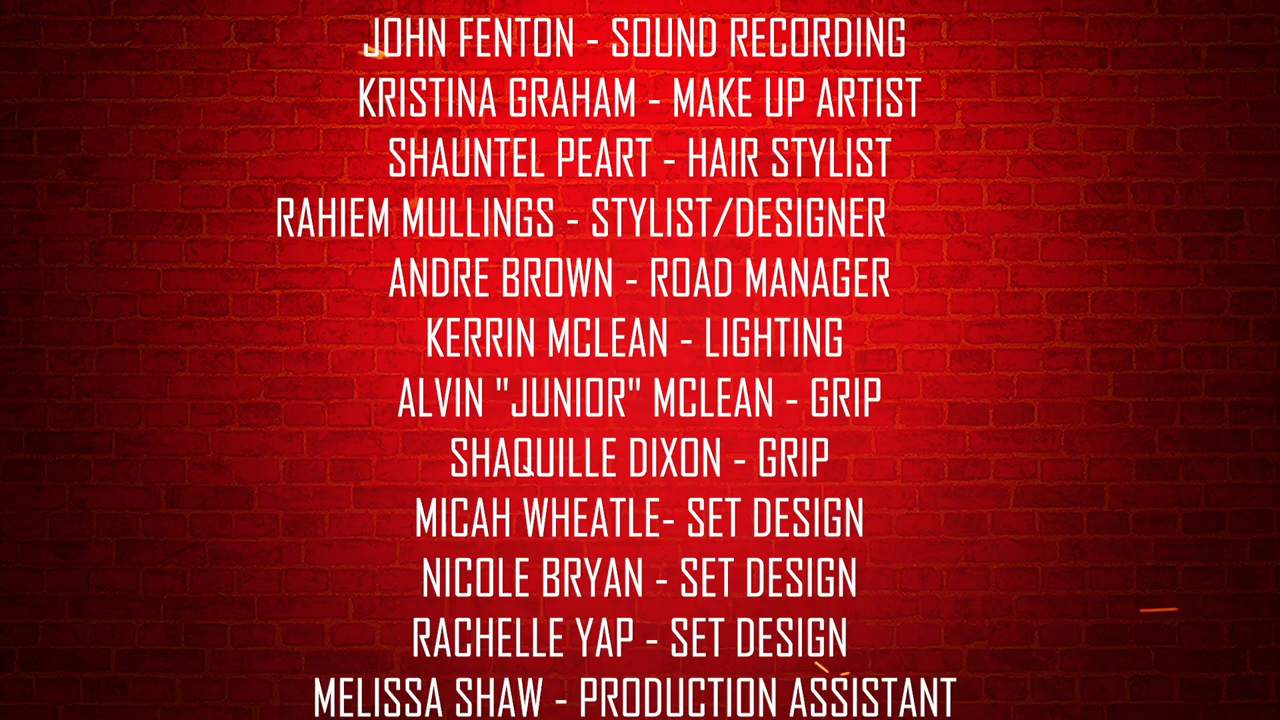 JOHN FENTON - SOUND RECORDING
KRISTINA GRAHAM - MAKE UP ARTIST
SHAUNTEL PEART - HAIR STYLIST
RAHIEM MULLINGS - STYLIST/DESIGNER
ANDRE BROWN - ROAD MANAGER
KERRIN MCLEAN - LIGHTING
ALVIN "JUNIOR" MCLEAN - GRIP
SHAQUILLE DIXON - GRIP
MICAH WHEATLE- SET DESIGN
NICOLE BRYAN - SET DESIGN
RACHELLE YAP - SET DESIGN
MELISSA SHAW - PRODUCTION ASSISTANT